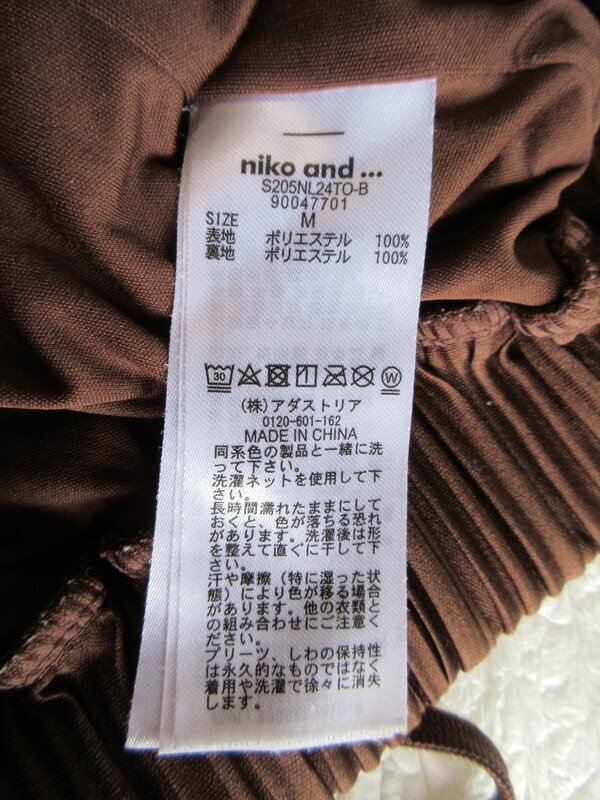 niko and ...
S205NL24TO-B
90047701
SIZE M
表地 ポリエステル 100%
裏地 ポリエステル 100%
30 W
(株)アダストリア
0120-601-162
MADE IN CHINA
同系色の製品と一緒に洗
って下さい。
洗濯ネットを使用して下
さい。
長時間濡れたままにして
おくと、色が落ちる恐れ
があります。洗濯後は形
を整えて直ぐに干して下
さい。
汗や摩擦（特に湿った状
態）により色が移る場合
があります。他の衣類と
の組み合わせにご注意く
ださい。
プリーツ、しわの保持性
は永久的なものではなく
着用や洗濯で徐々に消失
します。